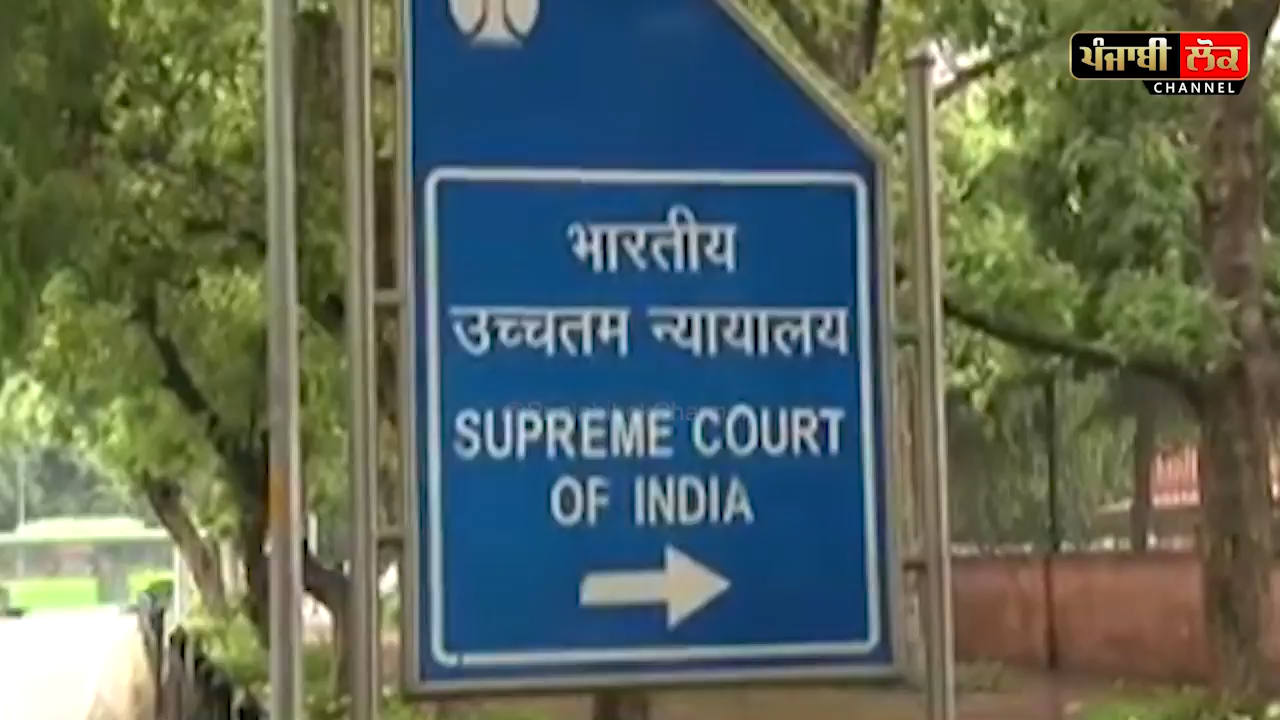 ਪੰਜਾਬੀ ਲੋਕ
CHANNEL
भारतीय
उच्चतम न्यायालय
SUPREME COURT
OF INDIA